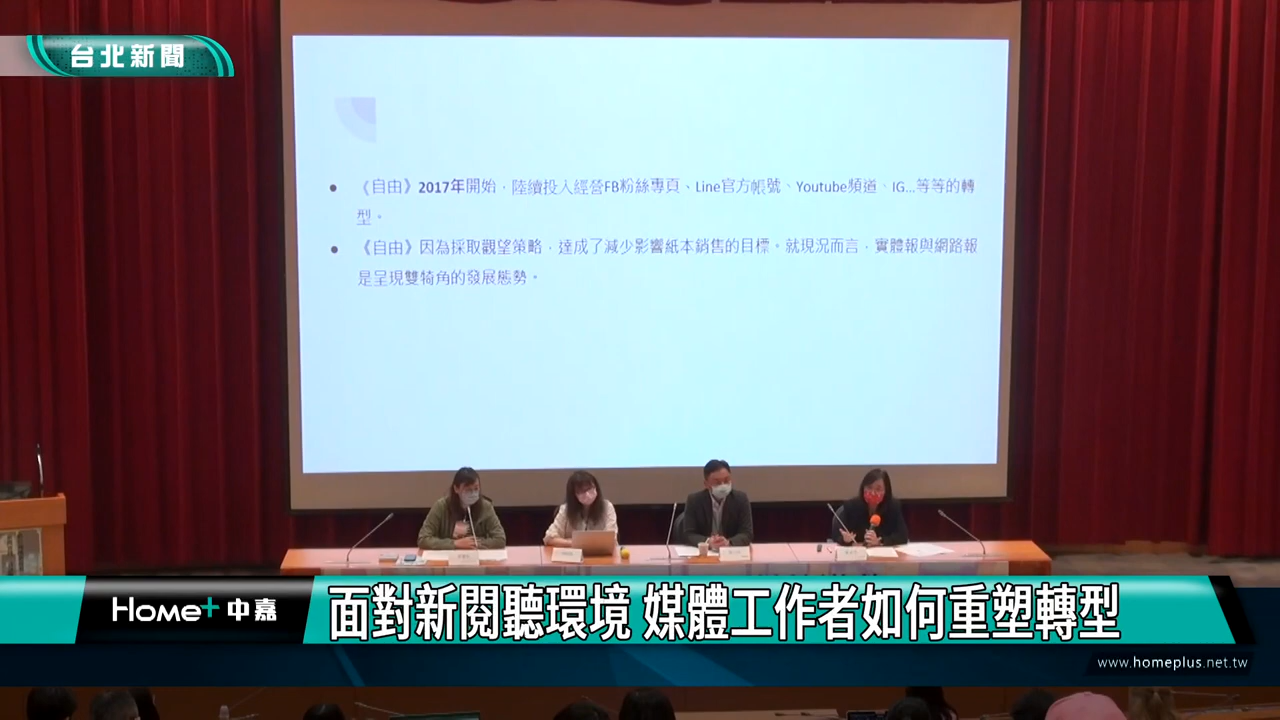 台北新聞
《自由》2017年開始，陸續投入經營FB粉絲專頁、Line官方帳號、Youtube頻道、IG...等等的轉
型。
《自由》因為採取觀望策略，達成了減少影響紙本銷售的目標。就現況而言，實體報與網路報
是呈現雙犄角的發展態勢。
Home+ 中嘉
面對新閱聽環境 媒體工作者如何重塑轉型
www.homeplus.net.tw